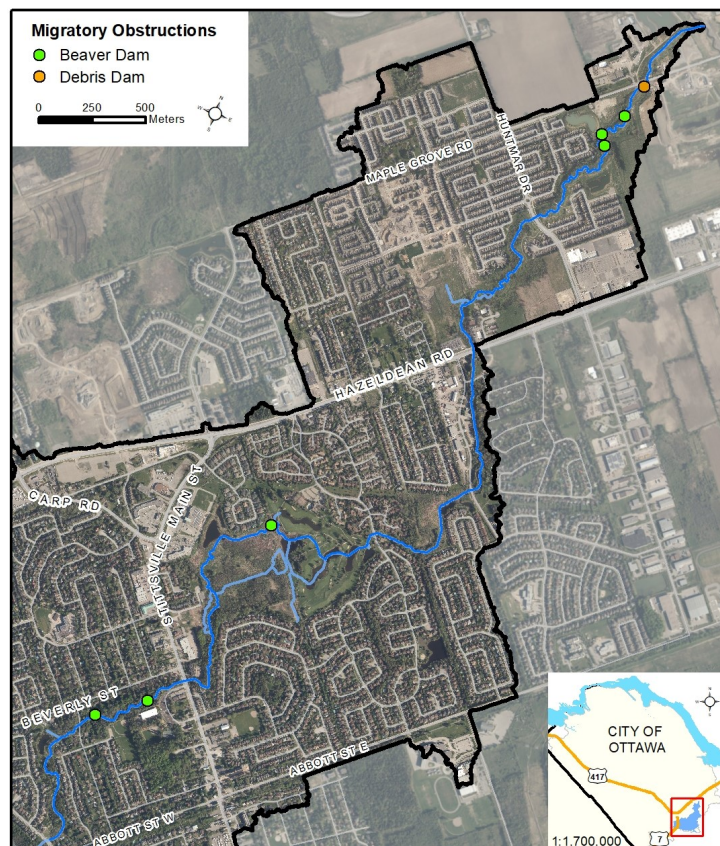 Migratory Obstructions
Beaver Dam
Debris Dam
0 250 500
Meters
N
E
S
MAPLE GROVE RD
HUNTMAR DR
HAZELDEAN RD
CARP RD
STITTSVILLE MAIN ST
BEVERLY ST
ABBOTT ST E
ABBOTT ST W
N
CITY OF
OTTAWA
417
7
1:1,700,000